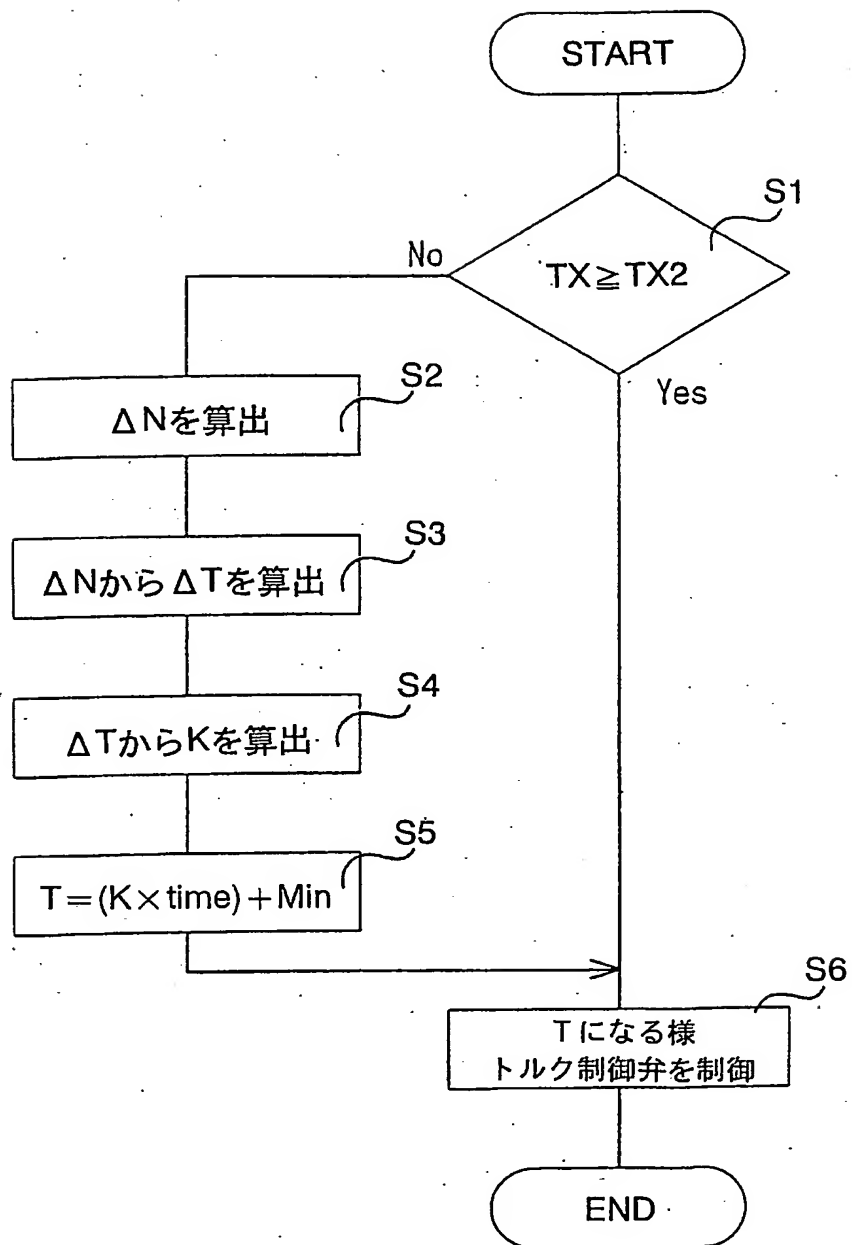 START
S1
TX≧TX2
No
Yes
S2
ΔNを算出
S3
ΔNからΔTを算出
S4
ΔTからKを算出
S5
T=(K×time)+Min
S6
Tになる様
トルク制御弁を制御
END